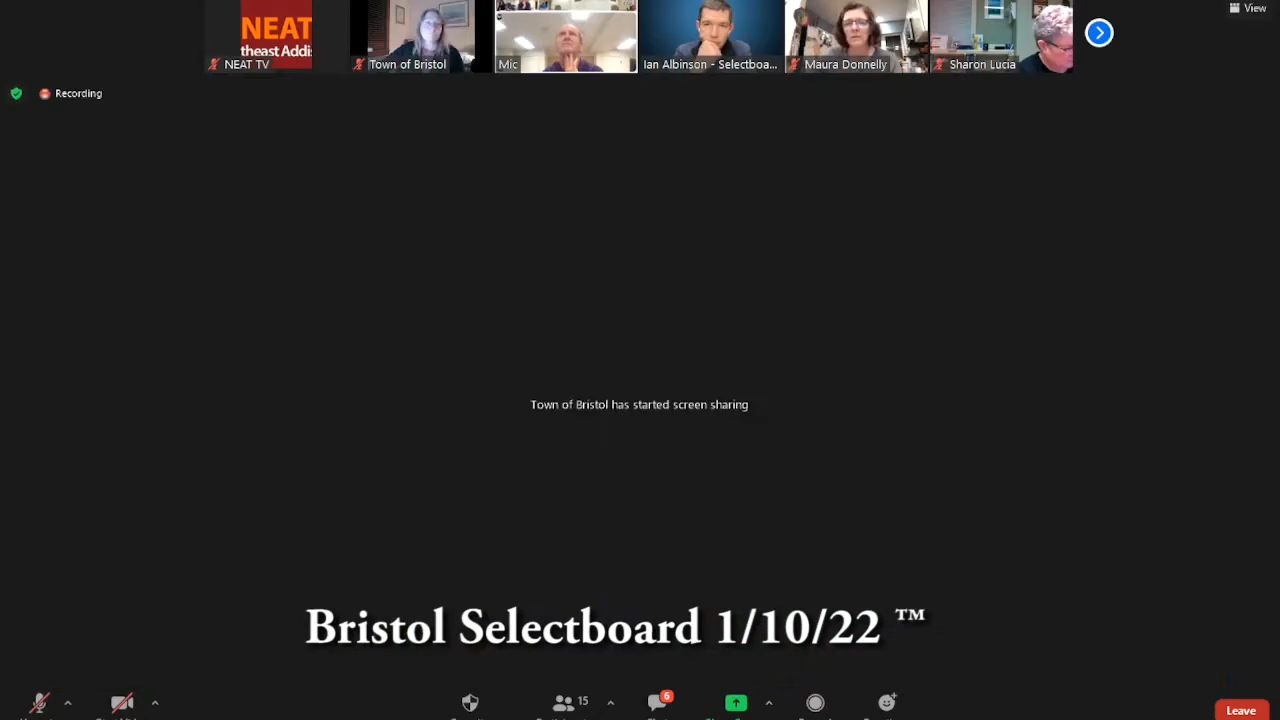 NEAT
theast Addis
NEAT TV
Town of Bristol
Mic
Ian Albinson - Selectboa...
Maura Donnelly
Sharon Lucia
View
Recording
Town of Bristol has started screen sharing
Bristol Selectboard 1/10/22 ™
15
6
Leave